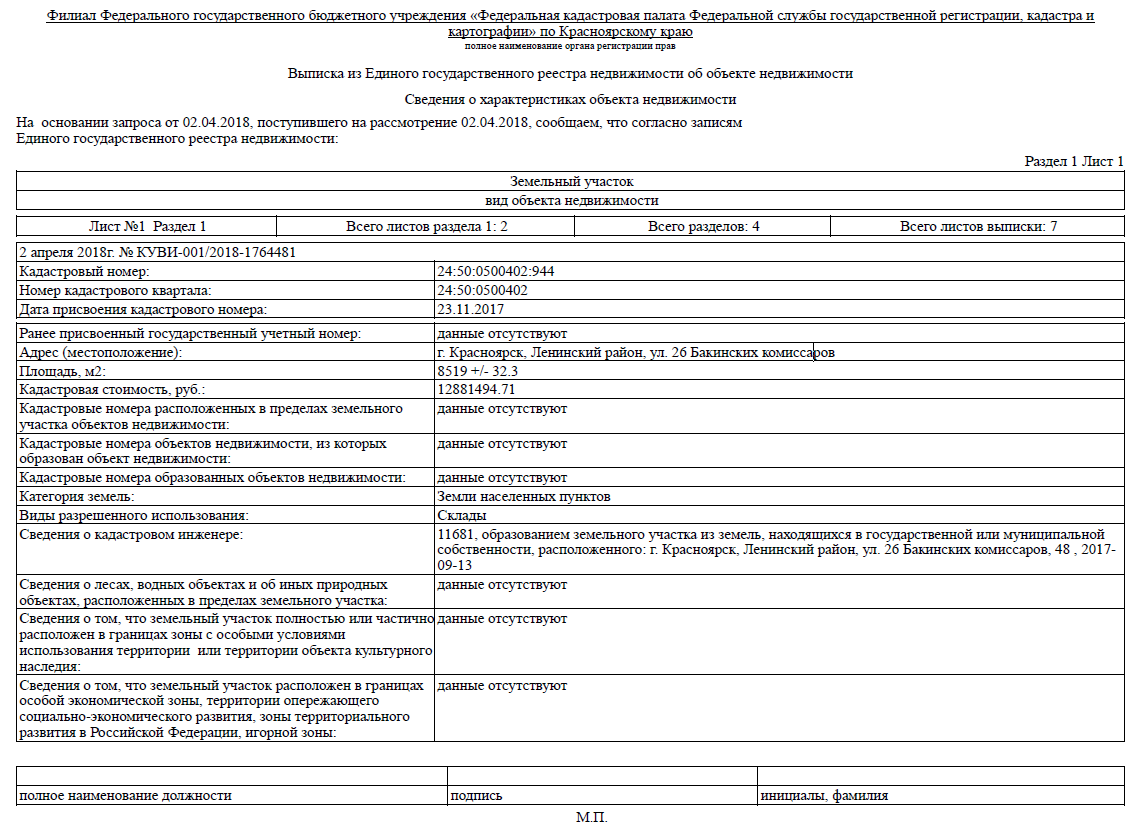 Филиал Федерального государственного бюджетного учреждения «Федеральная кадастровая палата Федеральной службы государственной регистрации, кадастра и
картографии» по Красноярскому краю
полное наименование органа регистрации прав
Выписка из Единого государственного реестра недвижимости об объекте недвижимости
Сведения о характеристиках объекта недвижимости
На основании запроса от 02.04.2018, поступившего на рассмотрение 02.04.2018, сообщаем, что согласно записям
Единого государственного реестра недвижимости:
Раздел 1 Лист 1
Земельный участок
вид объекта недвижимости
Лист №1 Раздел 1 Всего листов раздела 1: 2 Всего разделов: 4 Всего листов выписки: 7
2 апреля 2018г. № КУВИ-001/2018-1764481
Кадастровый номер: 24:50:0500402:944
Номер кадастрового квартала: 24:50:0500402
Дата присвоения кадастрового номера: 23.11.2017
Ранее присвоенный государственный учетный номер: данные отсутствуют
Адрес (местоположение): г. Красноярск, Ленинский район, ул. 26 Бакинских комиссаров
Площадь, м2: 8519 +/- 32.3
Кадастровая стоимость, руб.: 12881494.71
Кадастровые номера расположенных в пределах земельного данные отсутствуют
участка объектов недвижимости:
Кадастровые номера объектов недвижимости, из которых данные отсутствуют
образован объект недвижимости:
Кадастровые номера образованных объектов недвижимости: данные отсутствуют
Категория земель: Земли населенных пунктов
Виды разрешенного использования: Склады
Сведения о кадастровом инженере: 11681, образованием земельного участка из земель, находящихся в государственной или муниципальной
собственности, расположенного: г. Красноярск, Ленинский район, ул. 26 Бакинских комиссаров, 48 , 2017-
09-13
Сведения о лесах, водных объектах и об иных природных данные отсутствуют
объектах, расположенных в пределах земельного участка:
Сведения о том, что земельный участок полностью или частично данные отсутствуют
расположен в границах зоны с особыми условиями
использования территории или территории объекта культурного
наследия:
Сведения о том, что земельный участок расположен в границах данные отсутствуют
особой экономической зоны, территории опережающего
социально-экономического развития, зоны территориального
развития в Российской Федерации, игорной зоны:
полное наименование должности подпись инициалы, фамилия
М.П.